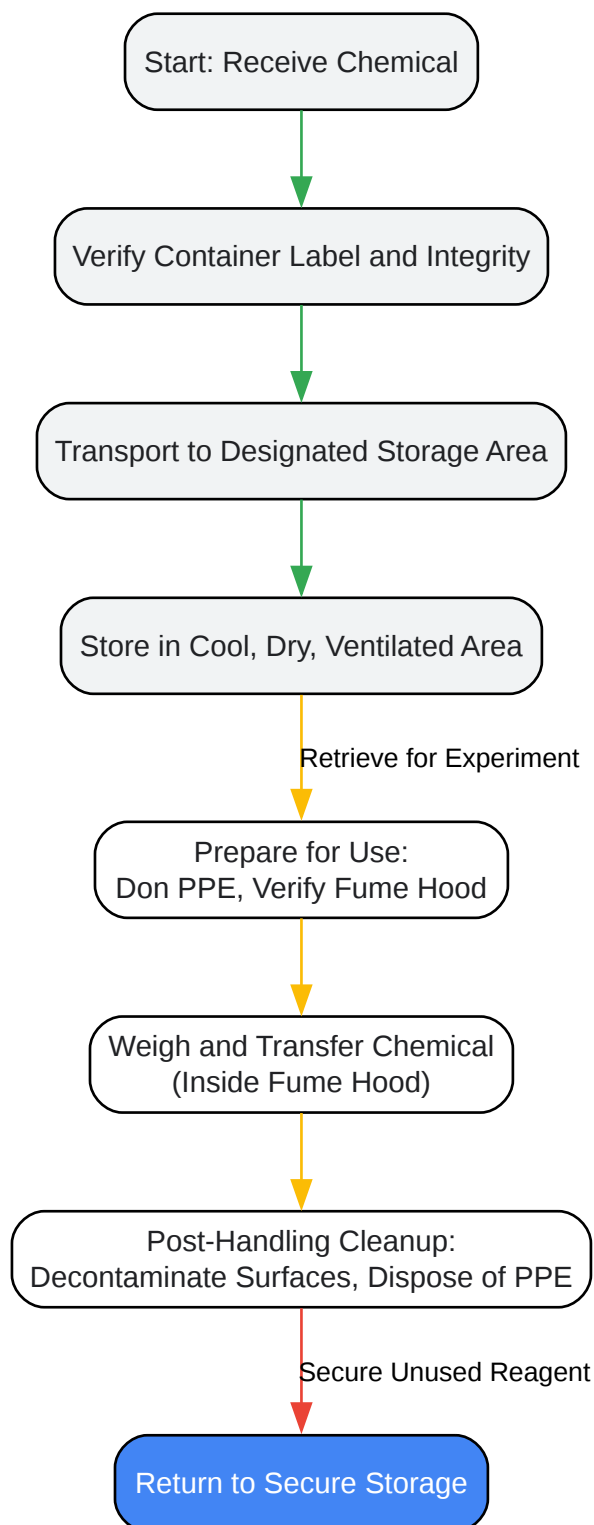 Start: Receive Chemical
Verify Container Label and Integrity
Transport to Designated Storage Area
Store in Cool, Dry, Ventilated Area
Retrieve for Experiment
Prepare for Use:
Don PPE, Verify Fume Hood
Weigh and Transfer Chemical
(Inside Fume Hood)
Post-Handling Cleanup:
Decontaminate Surfaces, Dispose of PPE
Secure Unused Reagent
Return to Secure Storage